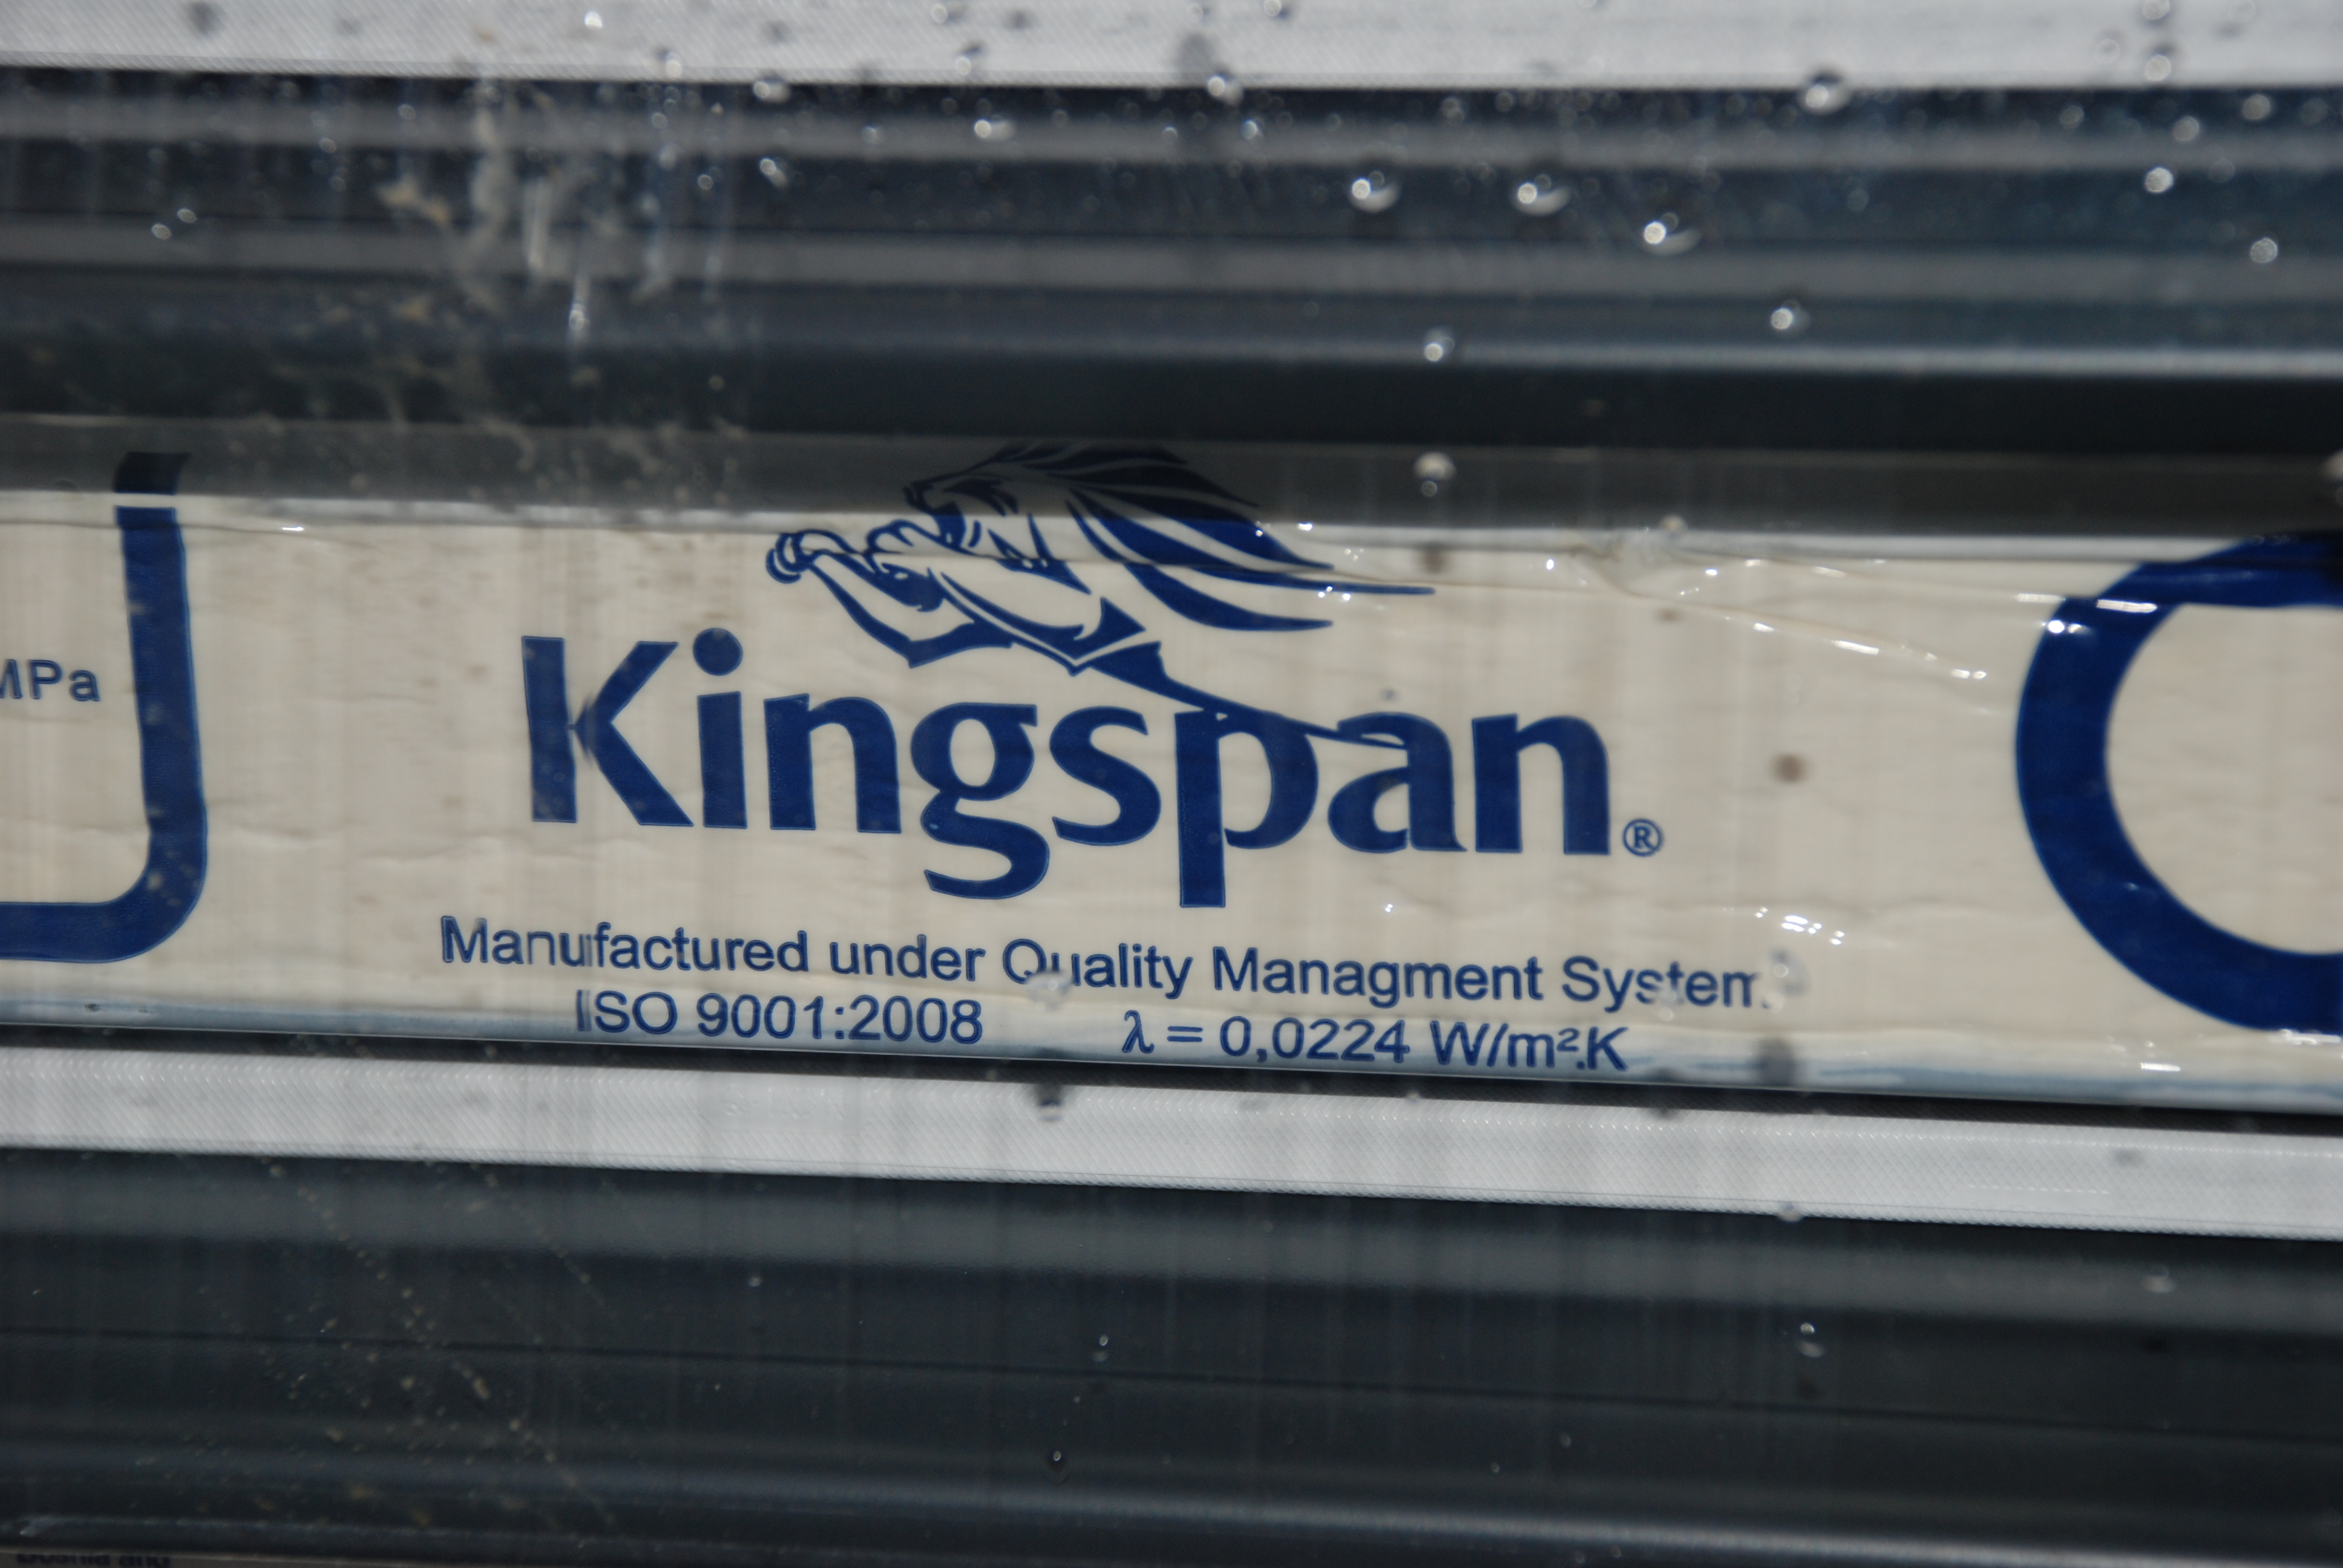 MPa
Kingspan®
Manufactured under Quality Managment System
ISO 9001:2008 λ = 0,0224 W/m².K